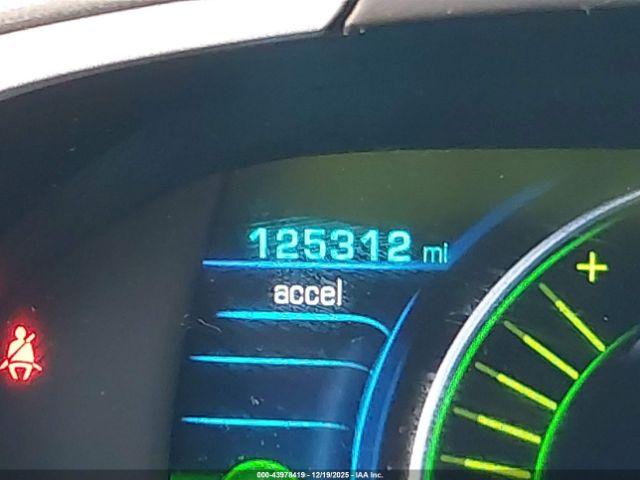 125312 mi
accel
+
000-43978419 - 12/19/2025 - IAA Inc.